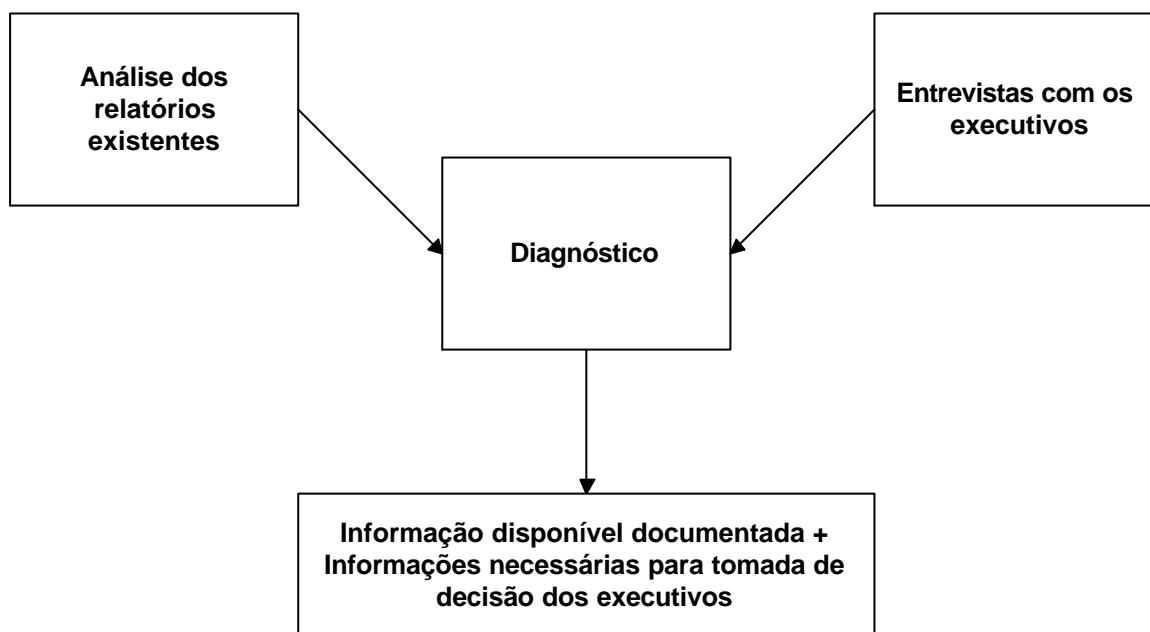 Análise dos
relatórios
existentes
Entrevistas com os
executivos
Diagnóstico
Informação disponível documentada +
Informações necessárias para tomada de
decisão dos executivos